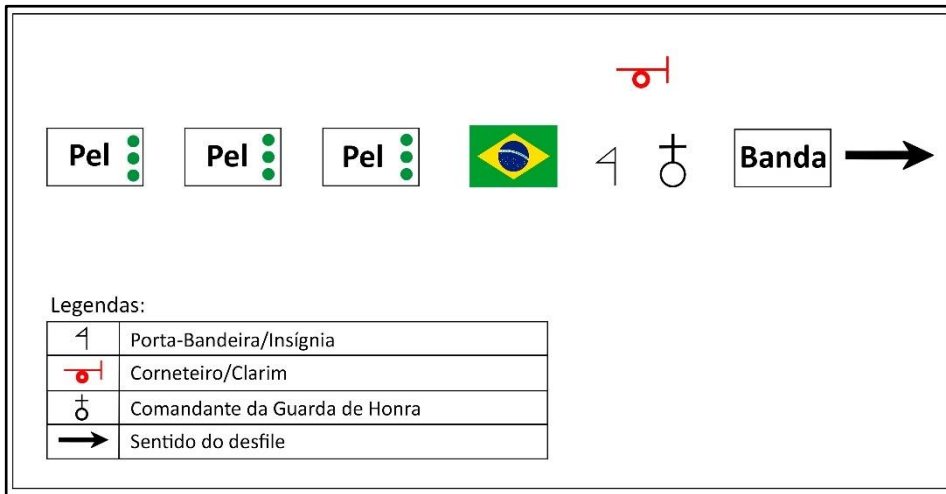 Pel Pel Pel Banda
Legendas:
Porta-Bandeira/Insígnia
Corneteiro/Clarim
Comandante da Guarda de Honra
Sentido do desfile